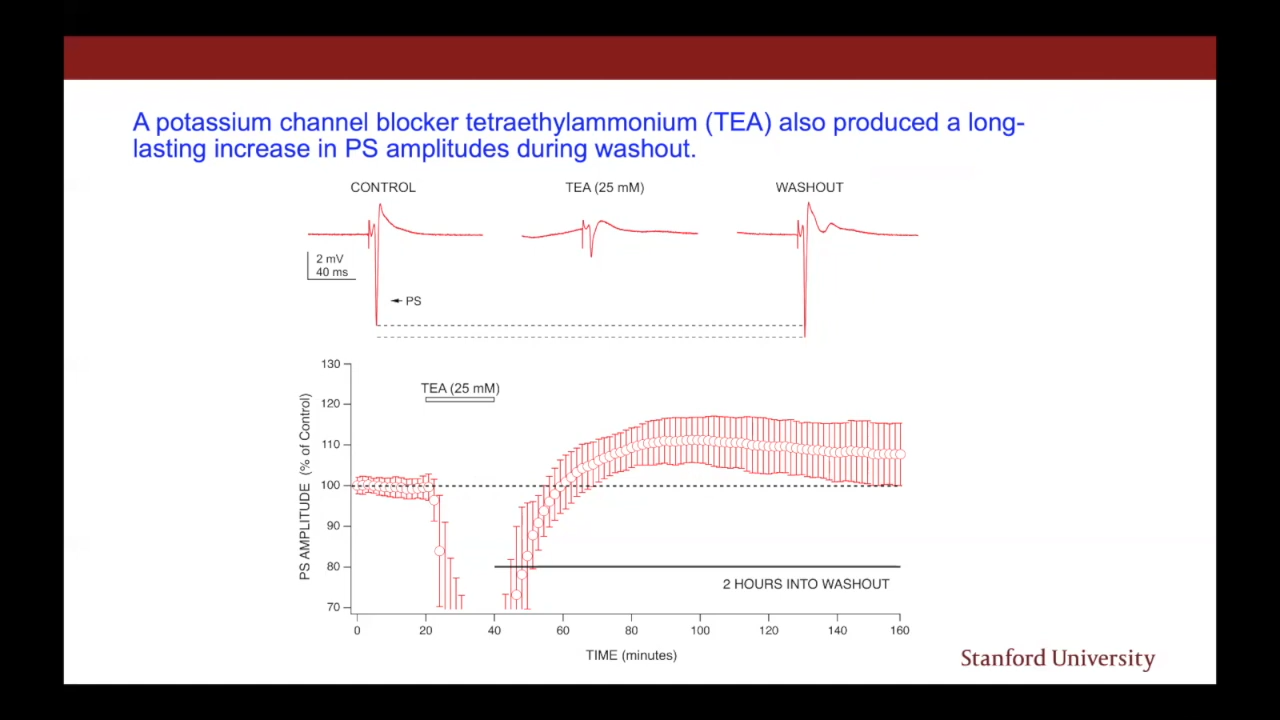 A potassium channel blocker tetraethylammonium (TEA) also produced a long-
lasting increase in PS amplitudes during washout.
CONTROL
TEA (25 mM)
WASHOUT
2 mV
40 ms
PS
130
TEA (25 mM)
120
110
100
90
80
70
PS AMPLITUDE (% of Control)
2 HOURS INTO WASHOUT
0 20 40 60 80 100 120 140 160
TIME (minutes)
Stanford University